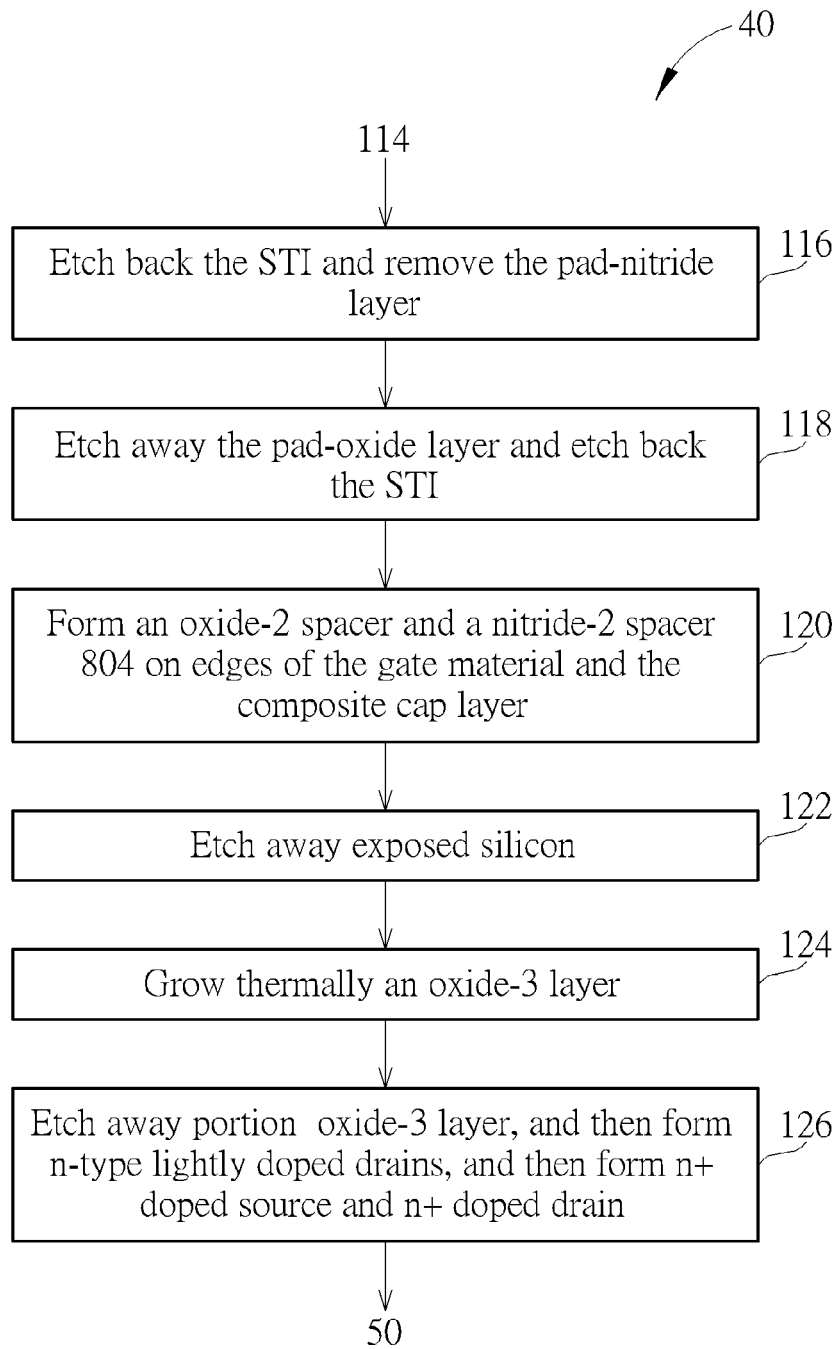 40
114
Etch back the STI and remove the pad-nitride
layer
116
Etch away the pad-oxide layer and etch back
the STI
118
Form an oxide-2 spacer and a nitride-2 spacer
804 on edges of the gate material and the
composite cap layer
120
Etch away exposed silicon
122
Grow thermally an oxide-3 layer
124
Etch away portion oxide-3 layer, and then form
n-type lightly doped drains, and then form n+
doped source and n+ doped drain
126
50